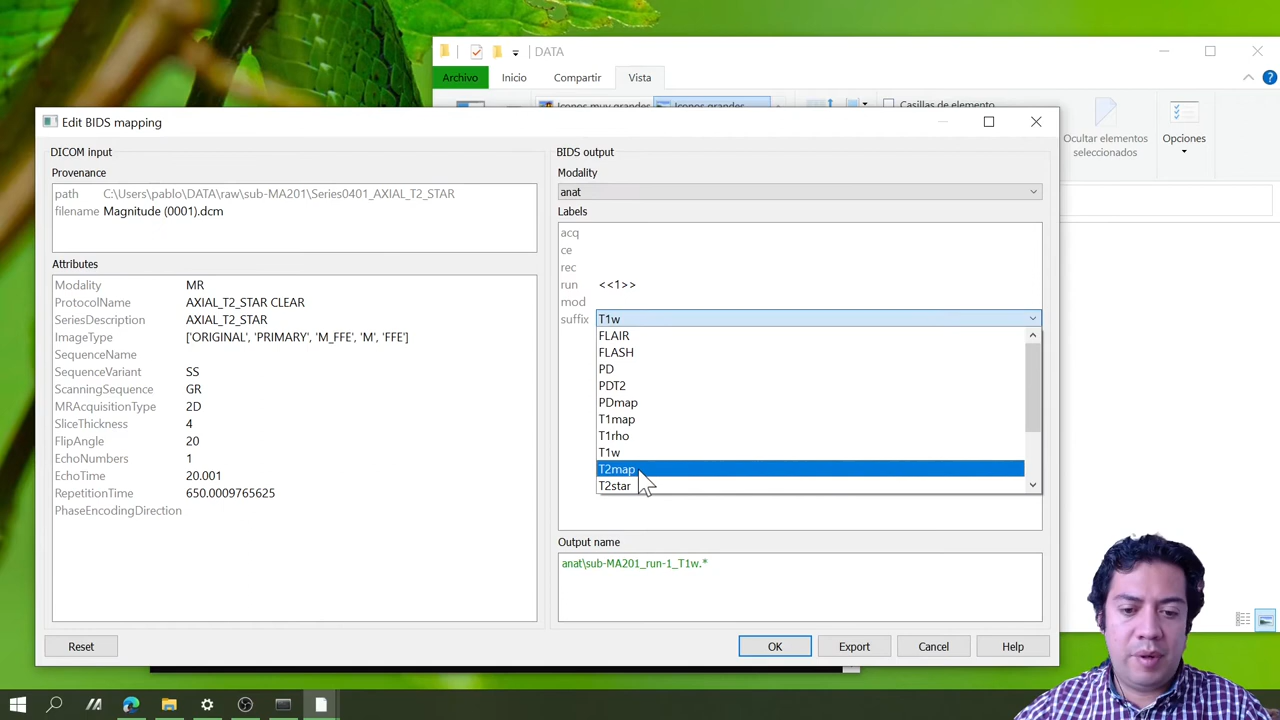 DATA
Archivo Inicio Compartir Vista
Iconos muy grandes Iconos grandes Casillas de elemento
Ocultar elementos
seleccionados
Opciones
Edit BIDS mapping
DICOM input
Provenance
path C:\Users\pablo\DATA\raw\sub-MA201\Series0401_AXIAL_T2_STAR
filename Magnitude (0001).dcm
Attributes
Modality MR
ProtocolName AXIAL_T2_STAR CLEAR
SeriesDescription AXIAL_T2_STAR
ImageType ['ORIGINAL', 'PRIMARY', 'M_FFE', 'M', 'FFE']
SequenceName
SequenceVariant SS
ScanningSequence GR
MRAcquisitionType 2D
SliceThickness 4
FlipAngle 20
EchoNumbers 1
EchoTime 20.001
RepetitionTime 650.0009765625
PhaseEncodingDirection
Reset
BIDS output
Modality
anat
Labels
acq
ce
rec
run <<1>>
mod
suffix T1w
FLAIR
FLASH
PD
PDT2
PDmap
T1map
T1rho
T1w
T2map
T2star
Output name
anat\sub-MA201_run-1_T1w.*
OK Export Cancel Help